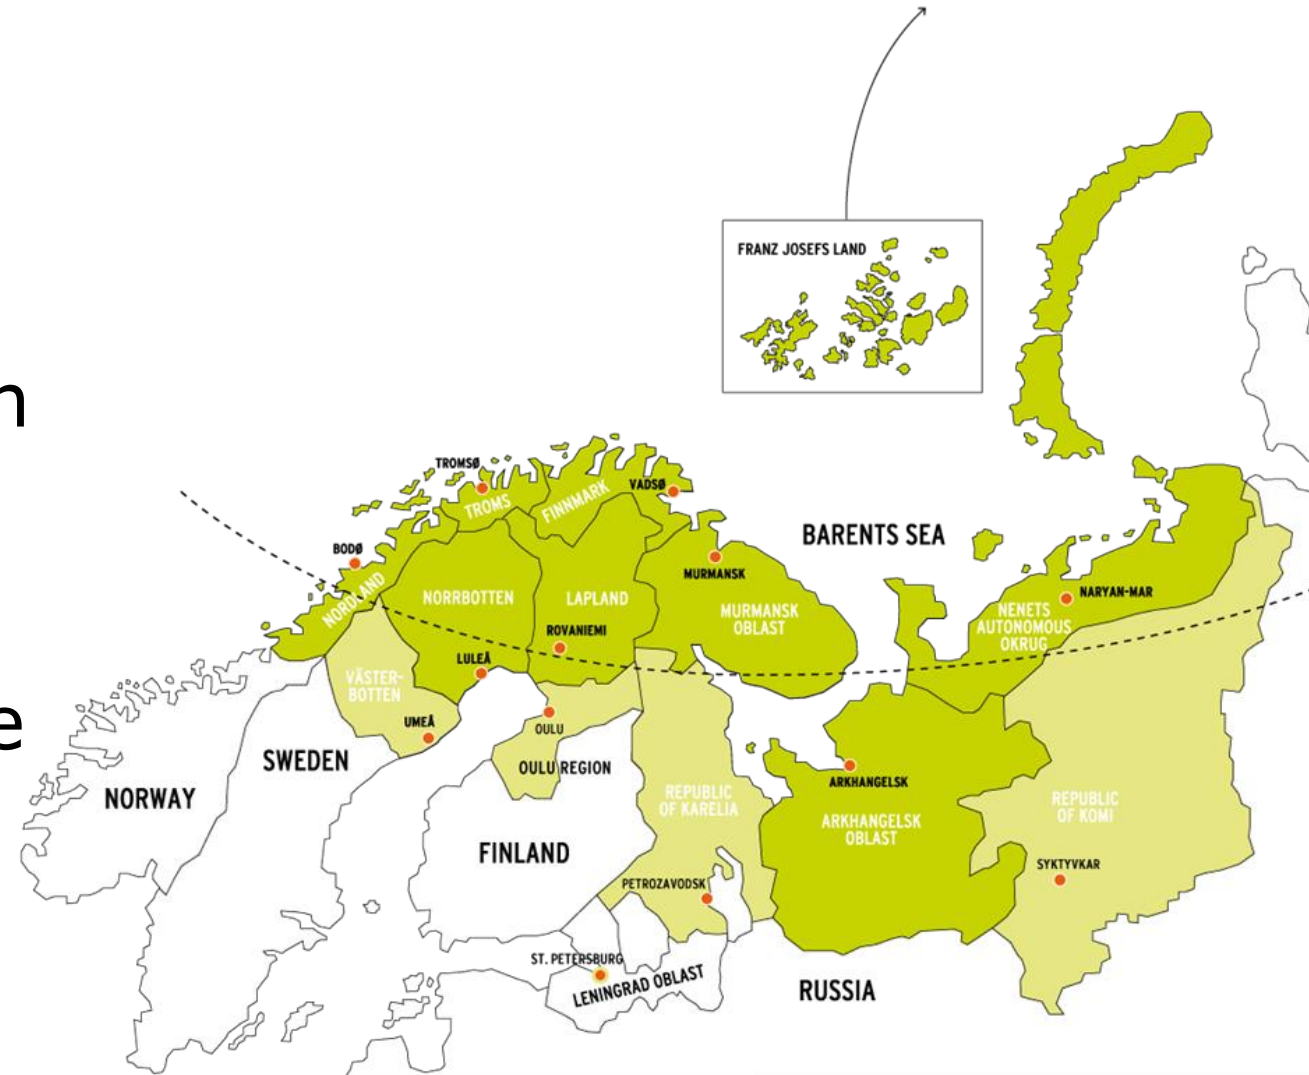 FRANZ JOSEFS LAND
n
TROMSØ
VADSØ
TROMS
FINNMARK
BARENTS SEA
BODØ
MURMANSK
NORDLAND
NORRBOTTEN
LAPLAND
MURMANSK
OBLAST
NARYAN-MAR
NENETS
AUTONOMOUS
OKRUG
ROVANIEMI
LULEÅ
VÄSTER-
BOTTEN
UMEÅ
OULU
e
SWEDEN
OULU REGION
NORWAY
REPUBLIC
OF KARELIA
ARKHANGELSK
ARKHANGELSK
OBLAST
REPUBLIC
OF KOMI
FINLAND
SYKTYVKAR
PETROZAVODSK
ST. PETERSBURG
LENINGRAD OBLAST
RUSSIA